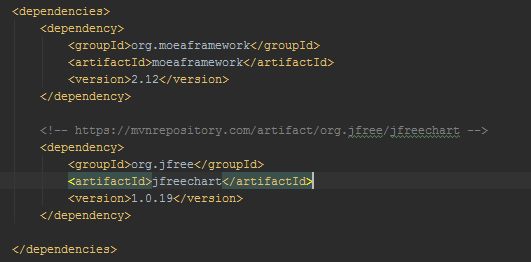 <dependencies>
<dependency>
<groupId>org.moeaframework</groupId>
<artifactId>moeaframework</artifactId>
<version>2.12</version>
</dependency>
<!-- https://mvnrepository.com/artifact/org.jfree/jfreechart -->
<dependency>
<groupId>org.jfree</groupId>
<artifactId>jfreechart</artifactId>
<version>1.0.19</version>
</dependency>
</dependencies>